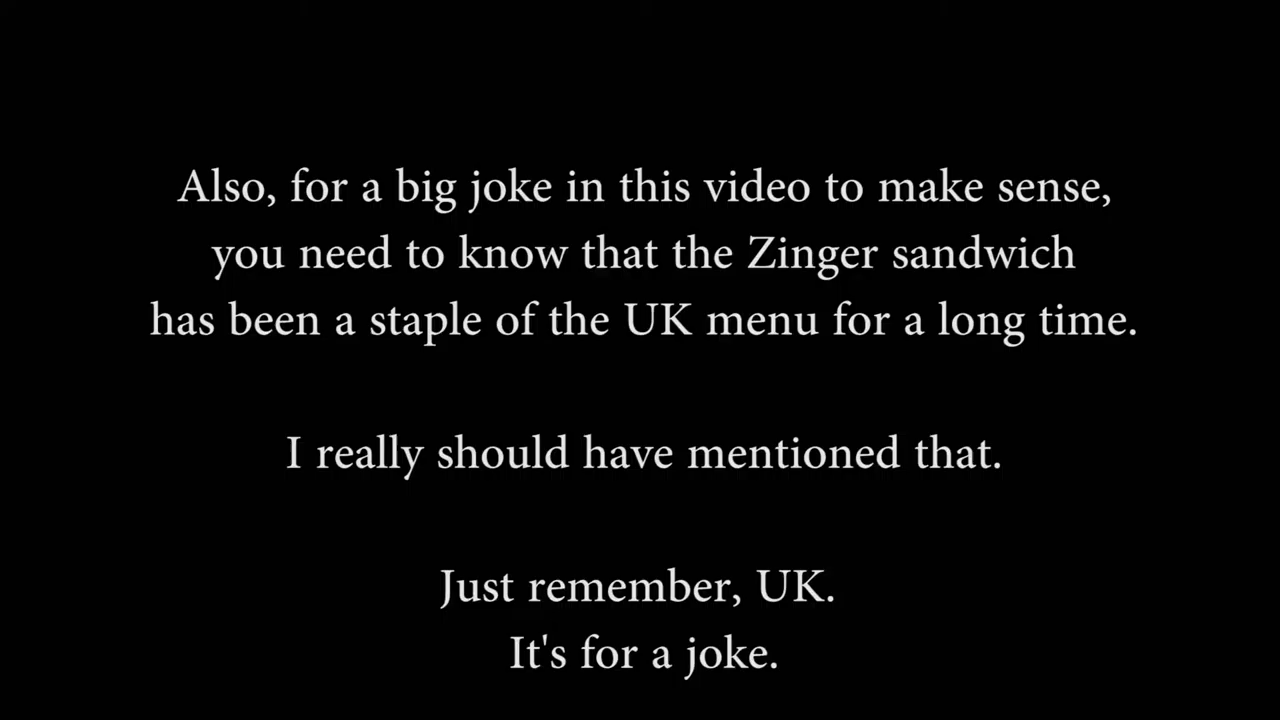 Also, for a big joke in this video to make sense,
you need to know that the Zinger sandwich
has been a staple of the UK menu for a long time.
I really should have mentioned that.
Just remember, UK.
It's for a joke.